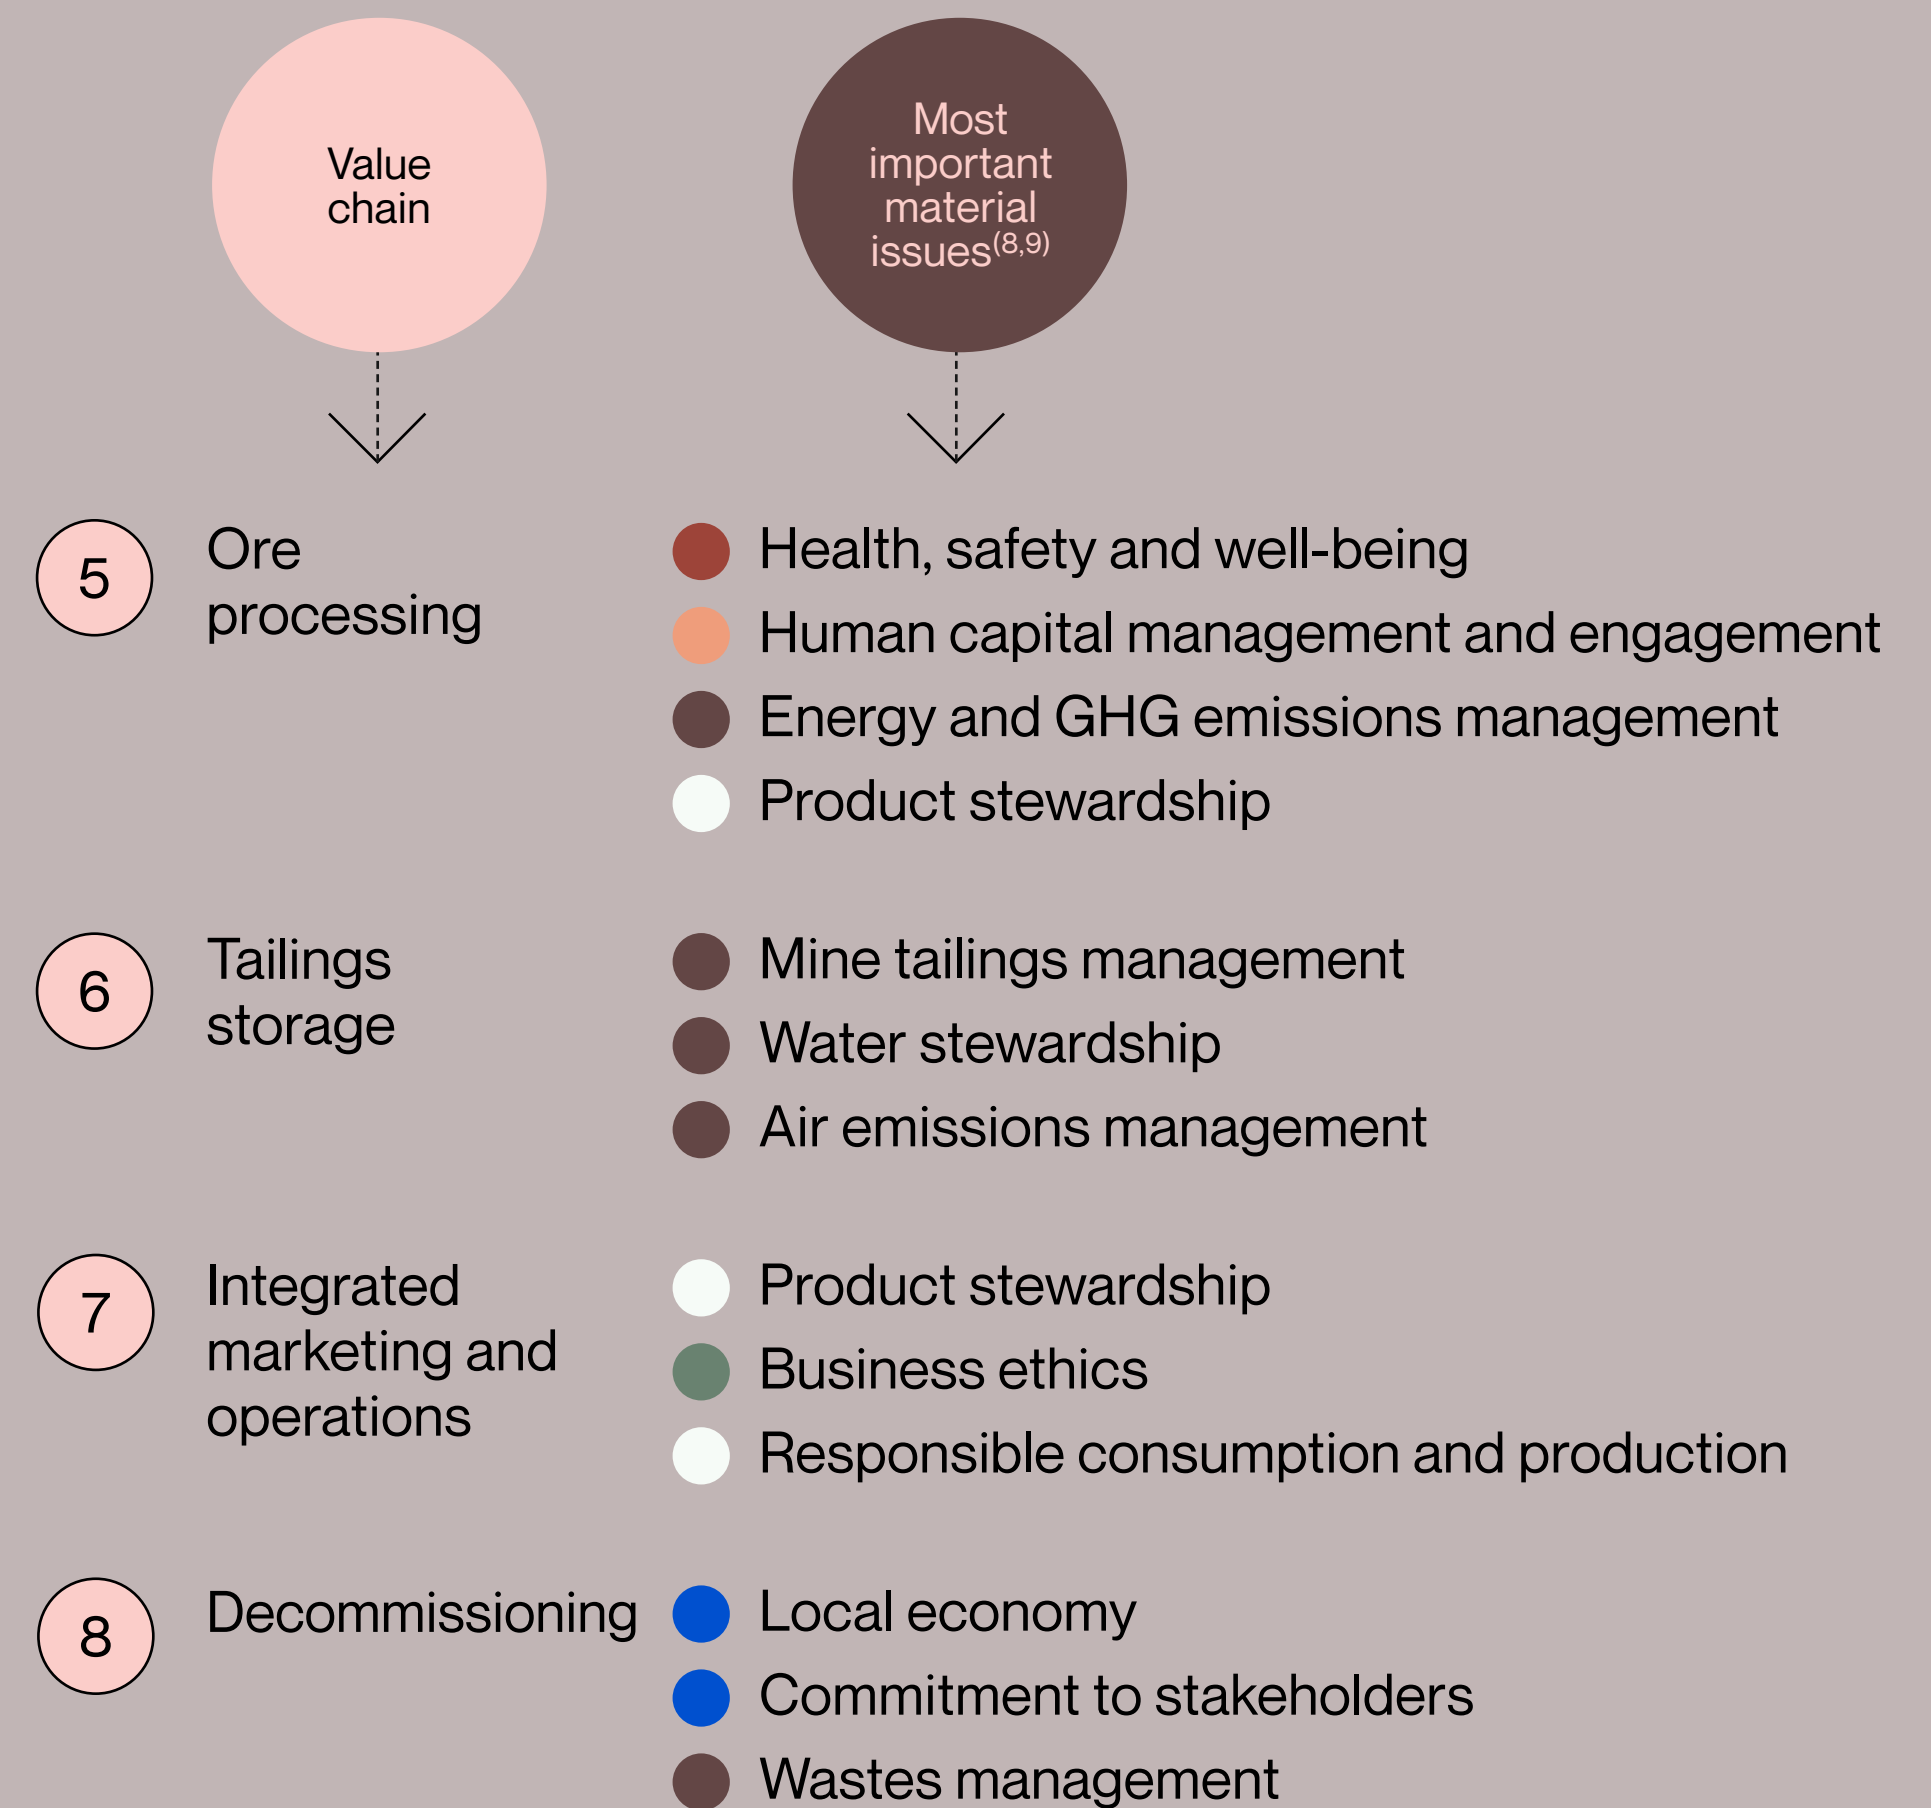 Value
chain
Most
important
material
issues(8,9)
5
Ore
processing
Health, safety and well-being
Human capital management and engagement
Energy and GHG emissions management
Product stewardship
6
Tailings
storage
Mine tailings management
Water stewardship
Air emissions management
7
Integrated
marketing and
operations
Product stewardship
Business ethics
Responsible consumption and production
8
Decommissioning
Local economy
Commitment to stakeholders
Wastes management